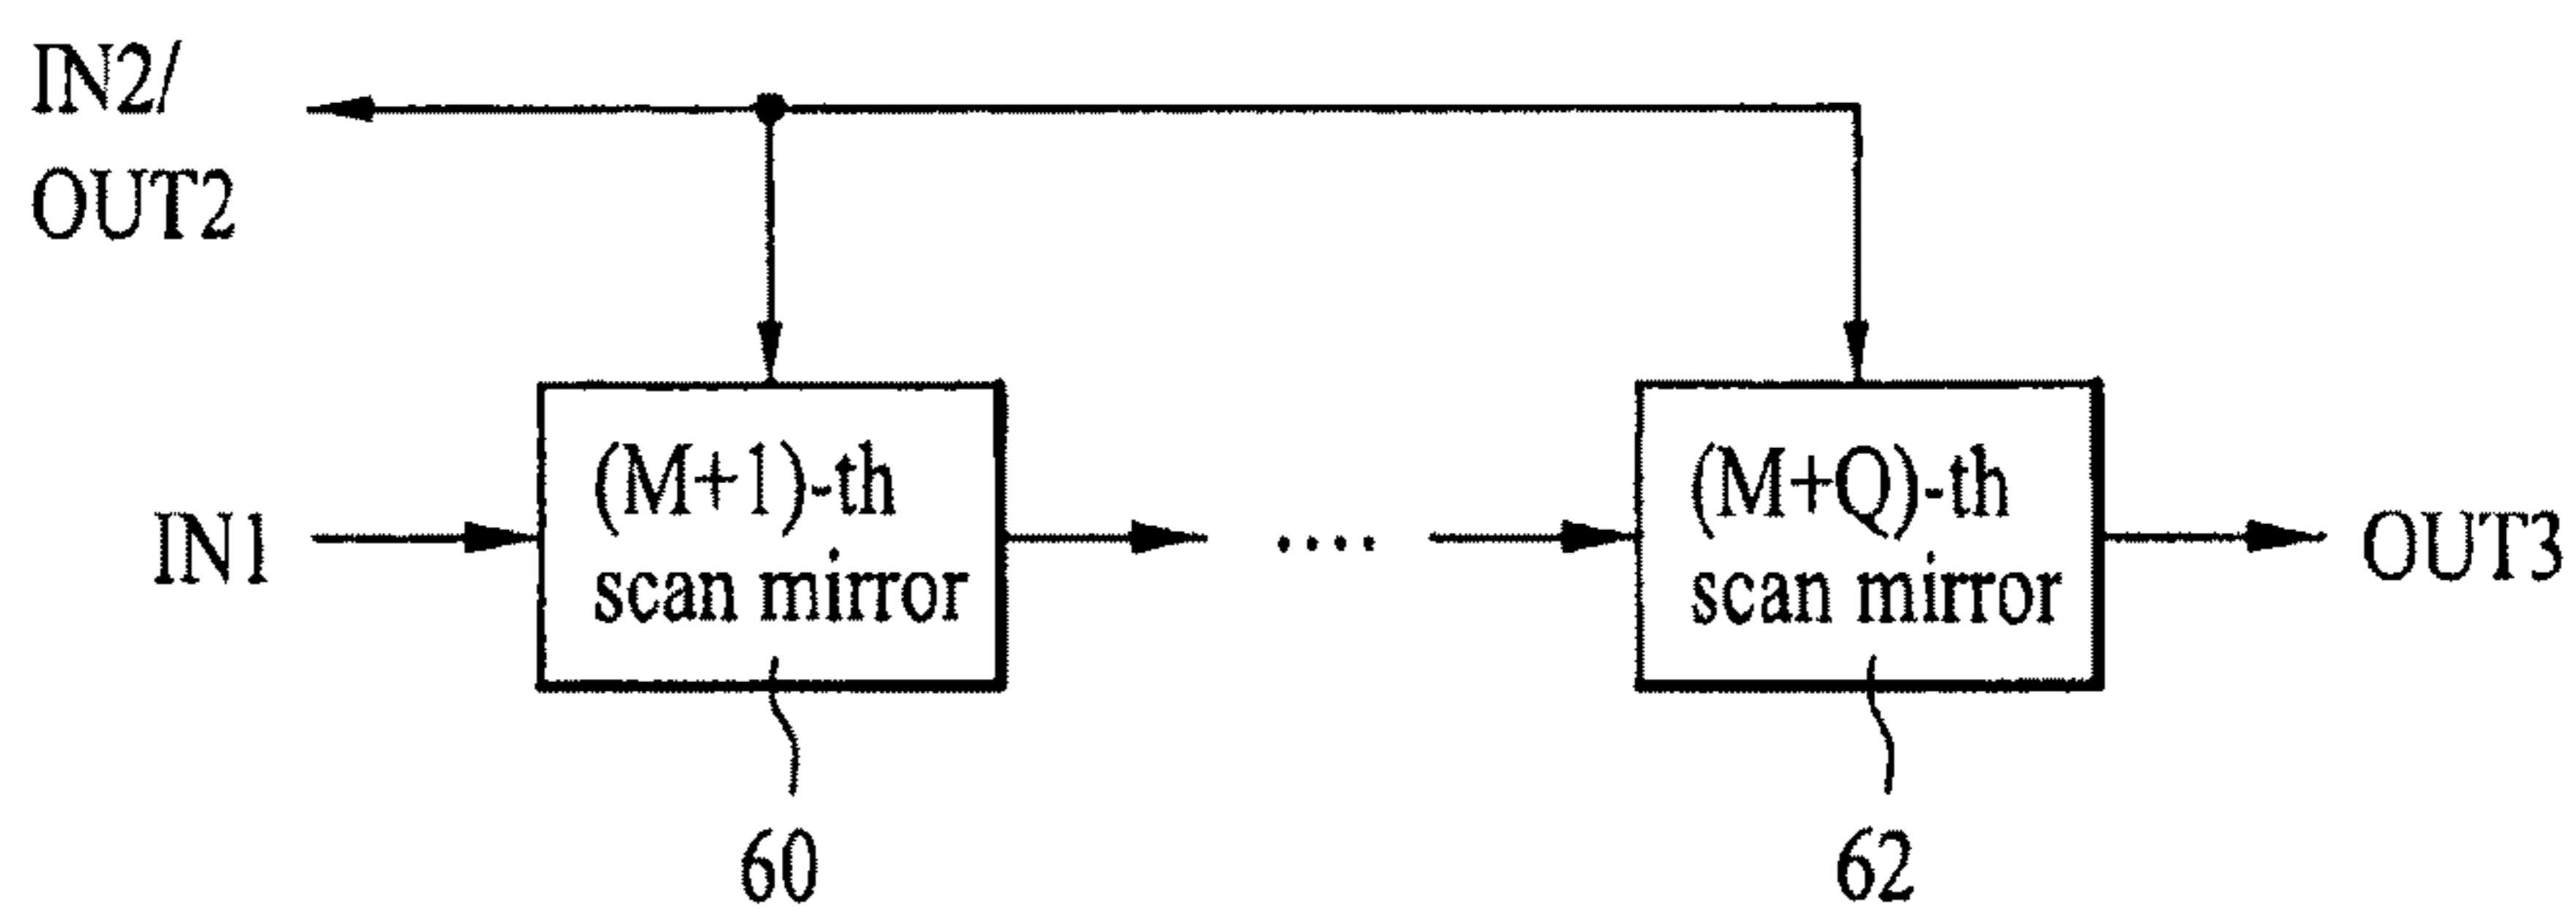 IN2/
OUT2
IN1
(M+1)-th
scan mirror
....
(M+Q)-th
scan mirror
OUT3
60
62